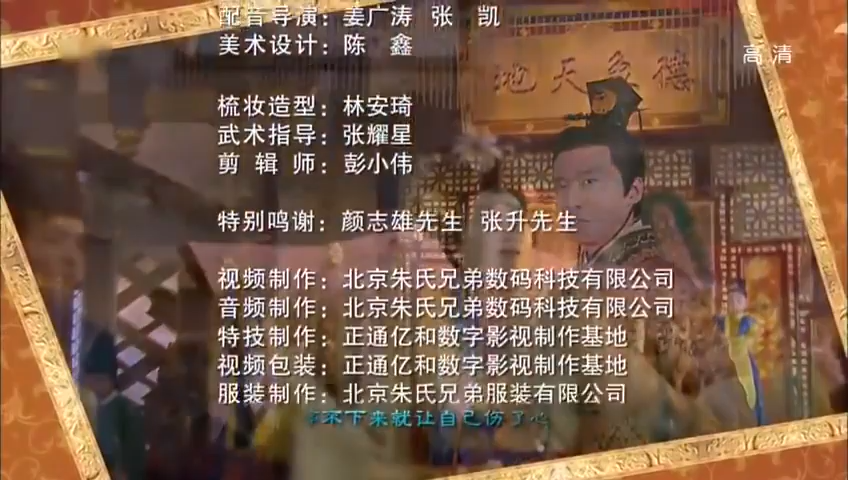 配音导演：姜广涛 张 凯
美术设计：陈 鑫
高清
德象天地
梳妆造型：林安琦
武术指导：张耀星
剪 辑 师：彭小伟
特别鸣谢：颜志雄先生 张升先生
视频制作：北京朱氏兄弟数码科技有限公司
音频制作：北京朱氏兄弟数码科技有限公司
特技制作：正通亿和数字影视制作基地
视频包装：正通亿和数字影视制作基地
服装制作：北京朱氏兄弟服装有限公司
不下来就让自己伤了心